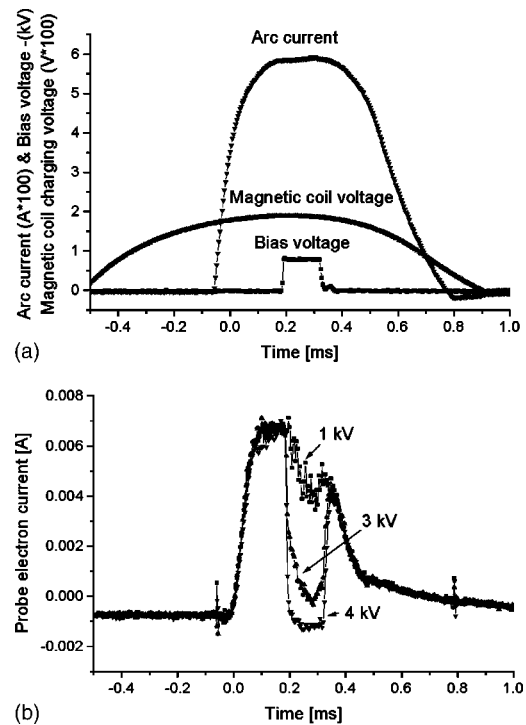 Arc current (A*100) & Bias voltage -(kV)
Magnetic coil charging voltage (V*100)
6
5
4
3
2
1
0
Arc current
Magnetic coil voltage
Bias voltage
-0.4 -0.2 0.0 0.2 0.4 0.6 0.8 1.0
(a)
Time [ms]
Probe electron current [A]
0.008
0.006
0.004
0.002
0.000
-0.002
1 kV
3 kV
4 kV
-0.4 -0.2 0.0 0.2 0.4 0.6 0.8 1.0
(b)
Time [ms]